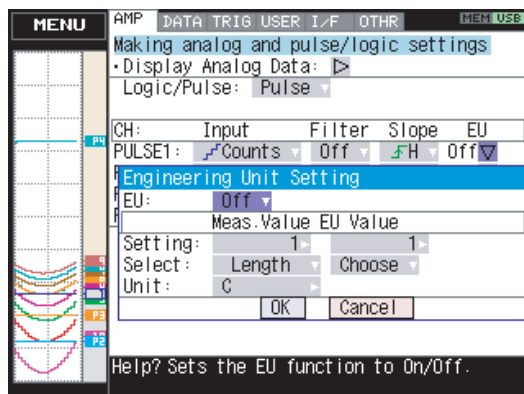 MENU AMP DATA TRIG USER I/F OTHR MEM USB
Making analog and pulse/logic settings
・Display Analog Data:
Logic/Pulse: Pulse
CH: Input Filter Slope EU
P4
PULSE1: Counts Off H Off
Engineering Unit Setting
EU: Off
Meas.Value EU Value
Setting: 1 1
Select: Length Choose
Unit: C
P3
OK Cancel
P2
Help? Sets the EU function to On/Off.